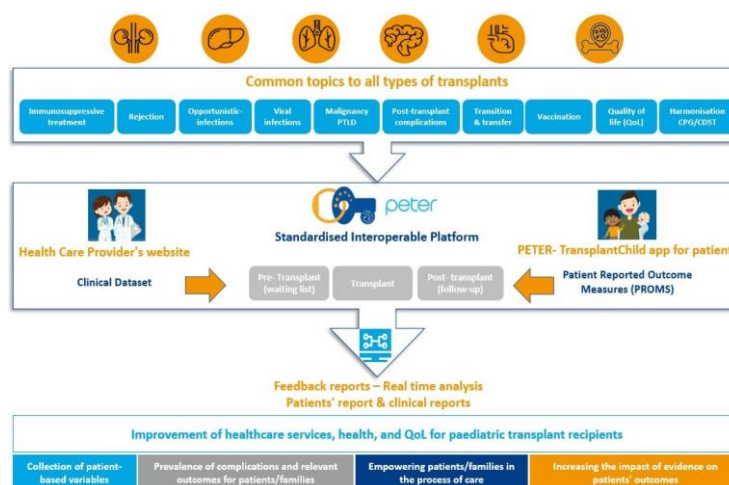 Common topics to all types of transplants
Immunosuppressive
treatment
Rejection
Opportunistic-
infections
Viral
infections
Malignancy
PTLD
Post-transplant
complications
Transition
& transfer
Vaccination
Quality of
life (QoL)
Harmonisation
CPG/CDST
peter
Standardised Interoperable Platform
Health Care Provider's website
Clinical Dataset
Pre- Transplant
(waiting list)
Transplant
Post- transplant
(follow-up)
PETER- TransplantChild app for patient
Patient Reported Outcome
Measures (PROMS)
Feedback reports – Real time analysis
Patients' report & clinical reports
Improvement of healthcare services, health, and QoL for paediatric transplant recipients
Collection of patient-
based variables
Prevalence of complications and relevant
outcomes for patients/families
Empowering patients/families in
the process of care
Increasing the impact of evidence on
patients' outcomes